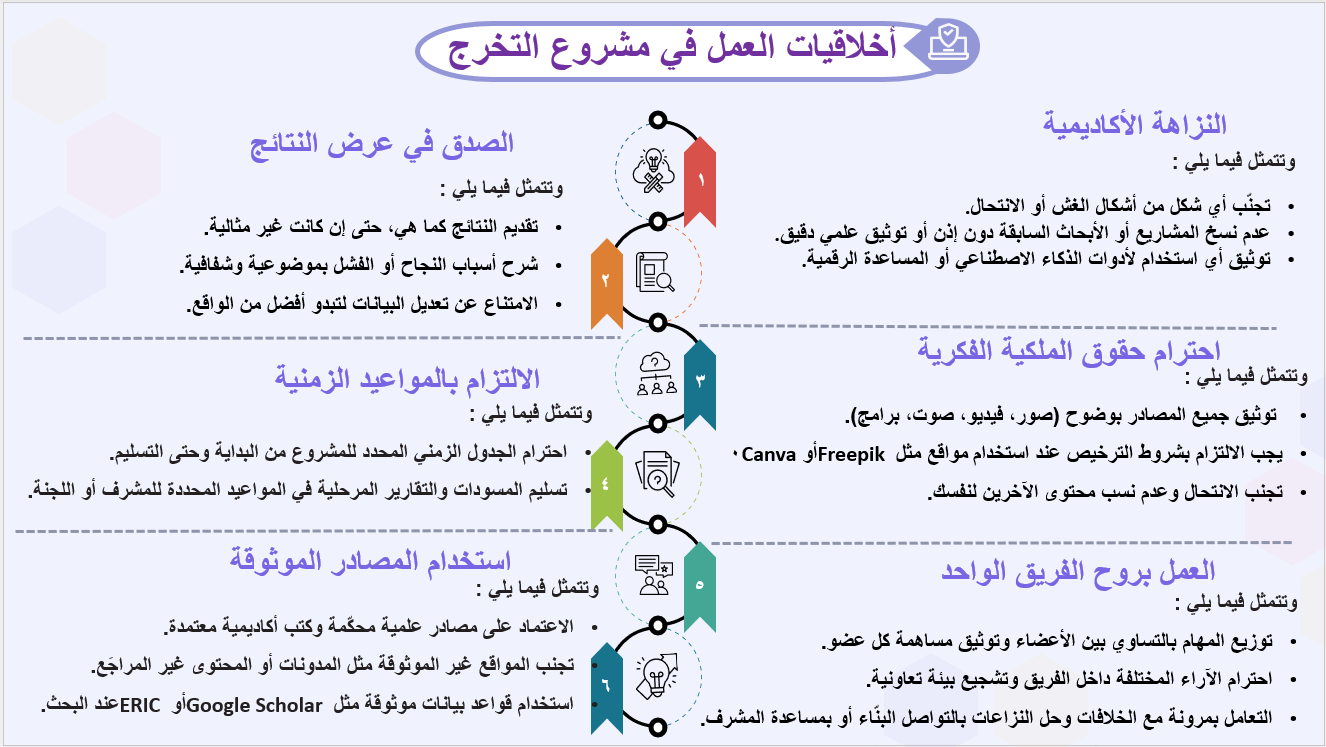 أخلاقيات العمل في مشروع التخرج
١
النزاهة الأكاديمية
وتتمثل فيما يلي :
• تجنّب أي شكل من أشكال الغش أو الانتحال.
• عدم نسخ المشاريع أو الأبحاث السابقة دون إذن أو توثيق علمي دقيق.
• توثيق أي استخدام لأدوات الذكاء الاصطناعي أو المساعدة الرقمية.
٢
الصدق في عرض النتائج
وتتمثل فيما يلي :
• تقديم النتائج كما هي، حتى إن كانت غير مثالية.
• شرح أسباب النجاح أو الفشل بموضوعية وشفافية.
• الامتناع عن تعديل البيانات لتبدو أفضل من الواقع.
٣
احترام حقوق الملكية الفكرية
وتتمثل فيما يلي :
• توثيق جميع المصادر بوضوح (صور، فيديو، صوت، برامج).
• يجب الالتزام بشروط الترخيص عند استخدام مواقع مثل Freepikأو Canva.
• تجنب الانتحال وعدم نسب محتوى الآخرين لنفسك.
٤
الالتزام بالمواعيد الزمنية
وتتمثل فيما يلي :
• احترام الجدول الزمني المحدد للمشروع من البداية وحتى التسليم.
• تسليم المسودات والتقارير المرحلية في المواعيد المحددة للمشرف أو اللجنة.
٥
العمل بروح الفريق الواحد
وتتمثل فيما يلي :
• توزيع المهام بالتساوي بين الأعضاء وتوثيق مساهمة كل عضو.
• احترام الآراء المختلفة داخل الفريق وتشجيع بيئة تعاونية.
• التعامل بمرونة مع الخلافات وحل النزاعات بالتواصل البنّاء أو بمساعدة المشرف.
٦
استخدام المصادر الموثوقة
وتتمثل فيما يلي :
• الاعتماد على مصادر علمية محكّمة وكتب أكاديمية معتمدة.
• تجنب المواقع غير الموثوقة مثل المدونات أو المحتوى غير المراجَع.
• استخدام قواعد بيانات موثوقة مثل Google Scholarأو ERICعند البحث.